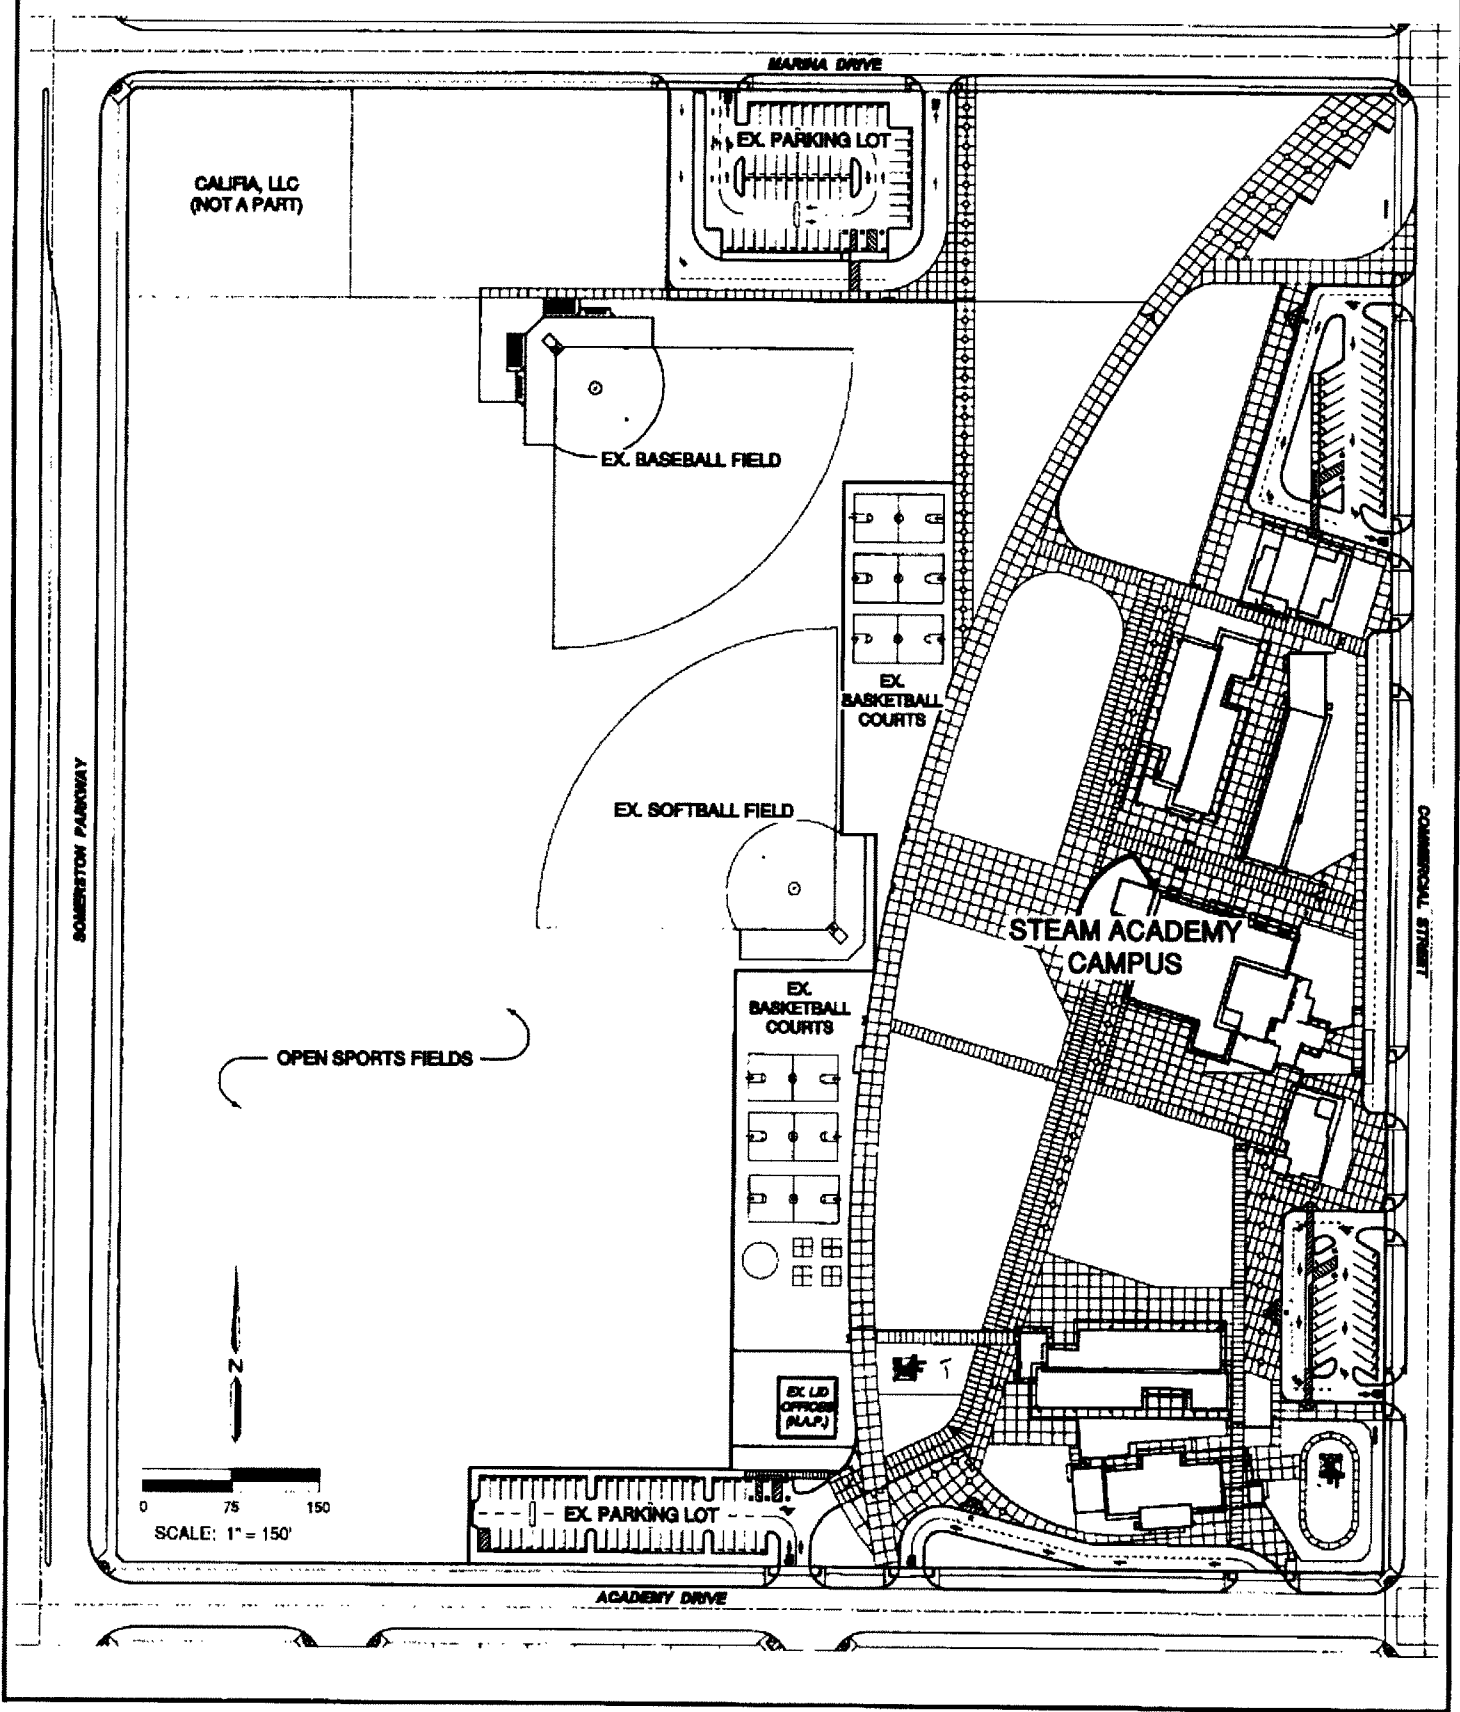 MARINA DRIVE
EX. PARKING LOT
CALIFIA, LLC
(NOT A PART)
EX. BASEBALL FIELD
EX.
BASKETBALL
COURTS
EX. SOFTBALL FIELD
SOMERSTON PARKWAY
COMMERCIAL STREET
STEAM ACADEMY
CAMPUS
EX.
BASKETBALL
COURTS
OPEN SPORTS FIELDS
N
EX. LID
OFFICES
(N.A.P.)
0 75 150
SCALE: 1" = 150'
EX. PARKING LOT
ACADEMY DRIVE